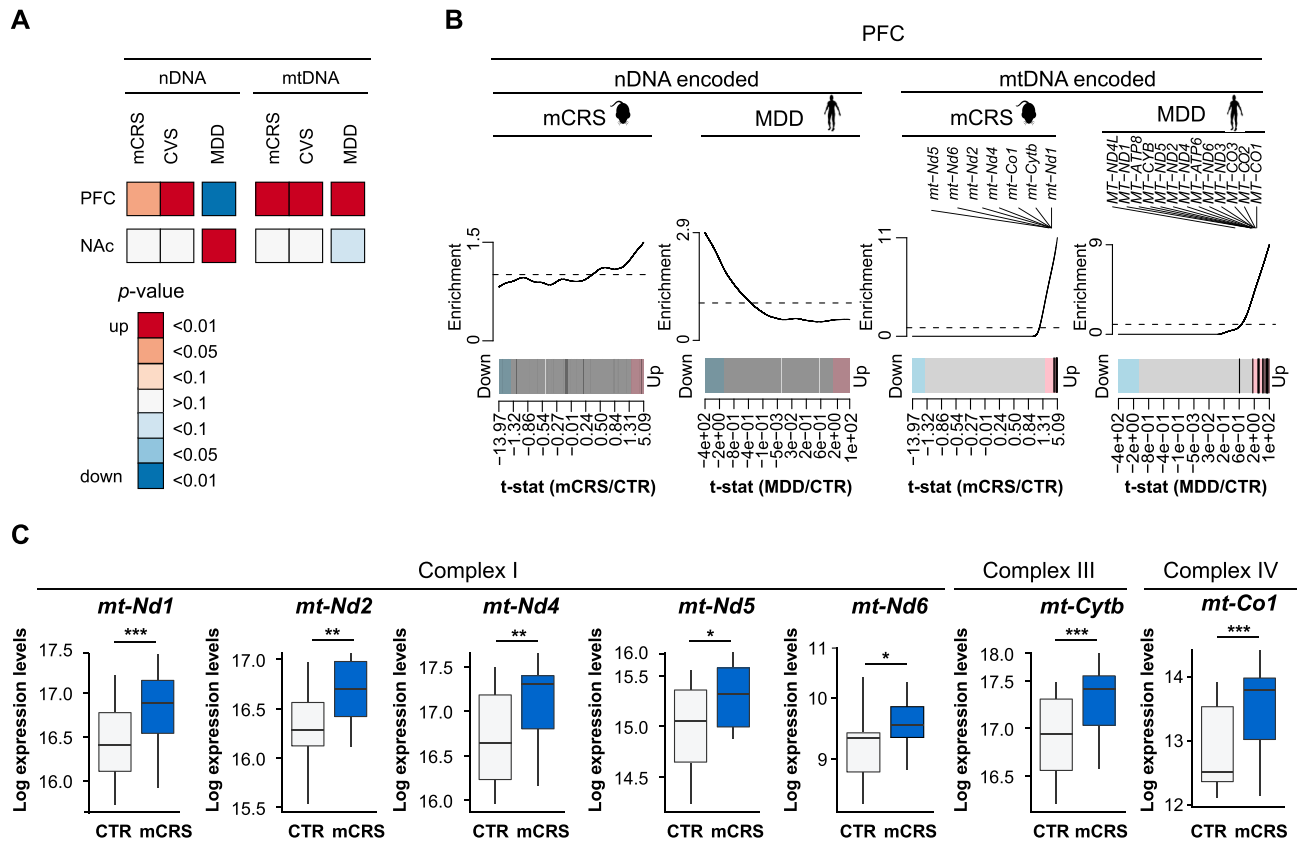 A
nDNA mtDNA
mCRS CVS MDD mCRS CVS MDD
PFC
NAc
p-value
up
<0.01
<0.05
<0.1
>0.1
<0.1
<0.05
down <0.01
B
PFC
nDNA encoded mtDNA encoded
mCRS MDD mCRS MDD
mt−Nd5 mt−Nd6 mt−Nd2 mt−Nd4 mt−Co1 mt−Cytb mt−Nd1
MT−ND4L MT−ND1 MT−ATP8 MT−CYB MT−ND5 MT−ND2 MT−ND4 MT−ATP6 MT−ND6 MT−ND3 MT−CO3 MT−CO2 MT−CO1
Enrichment 0 1.5
Enrichment 0 2.9
Enrichment 0 11
Enrichment 0 9
Down Up
Down Up
Down Up
Down Up
−13.97 −1.32 −0.86 −0.54 −0.27 −0.01 0.24 0.50 0.84 1.31 5.09
−4e+02 −2e+00 −8e−01 −4e−01 −1e−01 −5e−03 3e−02 2e−01 6e−01 2e+00 1e+02
−13.97 −1.32 −0.86 −0.54 −0.27 −0.01 0.24 0.50 0.84 1.31 5.09
−4e+02 −2e+00 −8e−01 −4e−01 −1e−01 −5e−03 3e−02 2e−01 6e−01 2e+00 1e+02
t-stat (mCRS/CTR) t-stat (MDD/CTR) t-stat (mCRS/CTR) t-stat (MDD/CTR)
C
Complex I Complex III Complex IV
mt-Nd1
Log expression levels
17.5
17.0
16.5
16.0
***
CTR mCRS
mt-Nd2
Log expression levels
17.0
16.5
16.0
15.5
**
CTR mCRS
mt-Nd4
Log expression levels
17.5
17.0
16.5
16.0
**
CTR mCRS
mt-Nd5
Log expression levels
16.0
15.5
15.0
14.5
*
CTR mCRS
mt-Nd6
Log expression levels
11
10
9
*
CTR mCRS
mt-Cytb
Log expression levels
18.0
17.5
17.0
16.5
***
CTR mCRS
mt-Co1
Log expression levels
14
13
12
***
CTR mCRS